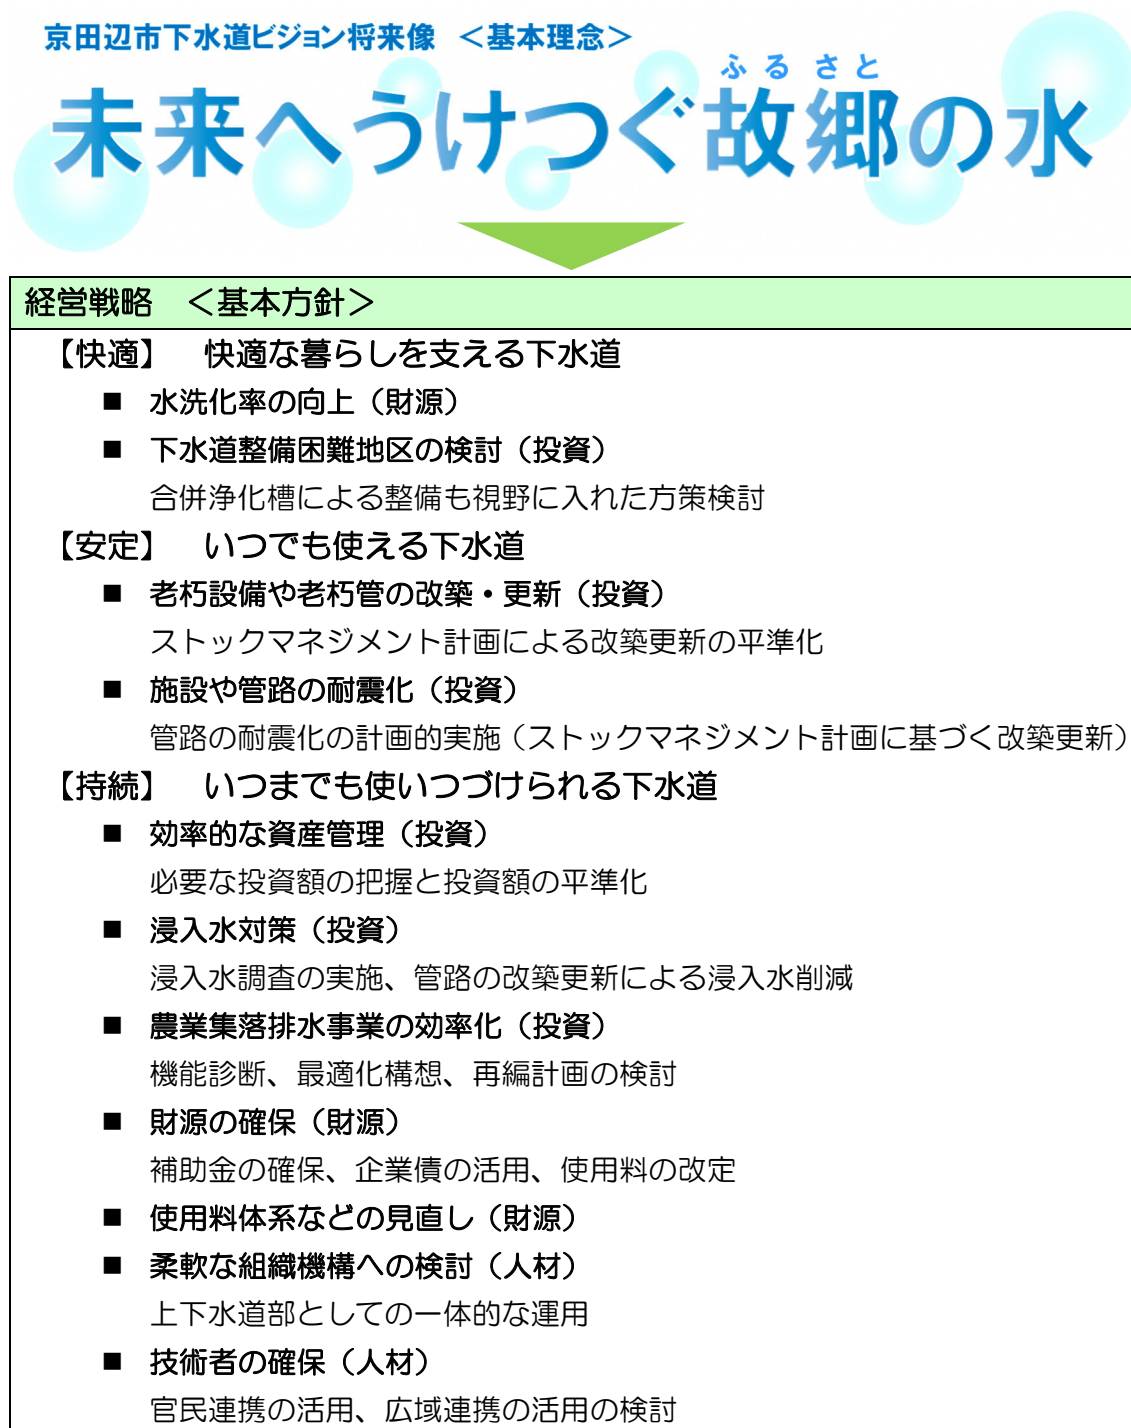 京田辺市下水道ビジョン将来像 ＜基本理念＞
ふるさと
未来へうけつぐ故郷の水
経営戦略 ＜基本方針＞
【快適】 快適な暮らしを支える下水道
■ 水洗化率の向上（財源）
■ 下水道整備困難地区の検討（投資）
合併浄化槽による整備も視野に入れた方策検討
【安定】 いつでも使える下水道
■ 老朽設備や老朽管の改築・更新（投資）
ストックマネジメント計画による改築更新の平準化
■ 施設や管路の耐震化（投資）
管路の耐震化の計画的実施（ストックマネジメント計画に基づく改築更新）
【持続】 いつまでも使いつづけられる下水道
■ 効率的な資産管理（投資）
必要な投資額の把握と投資額の平準化
■ 浸入水対策（投資）
浸入水調査の実施、管路の改築更新による浸入水削減
■ 農業集落排水事業の効率化（投資）
機能診断、最適化構想、再編計画の検討
■ 財源の確保（財源）
補助金の確保、企業債の活用、使用料の改定
■ 使用料体系などの見直し（財源）
■ 柔軟な組織機構への検討（人材）
上下水道部としての一体的な運用
■ 技術者の確保（人材）
官民連携の活用、広域連携の活用の検討